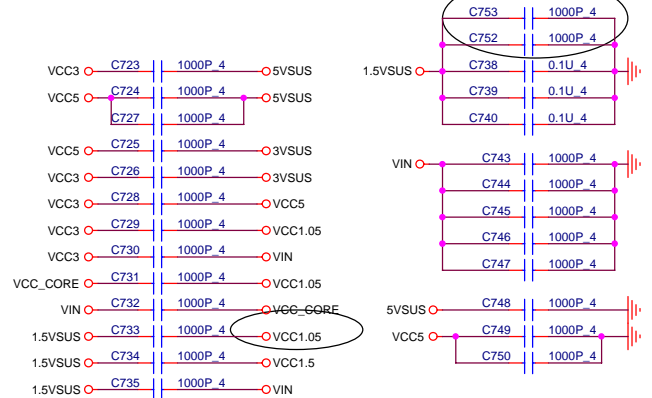 VCC3 C723 1000P_4 5VSUS
VCC5 C724 1000P_4 5VSUS
C727 1000P_4
VCC5 C725 1000P_4 3VSUS
VCC3 C726 1000P_4 3VSUS
VCC3 C728 1000P_4 VCC5
VCC3 C729 1000P_4 VCC1.05
VCC3 C730 1000P_4 VIN
VCC_CORE C731 1000P_4 VCC1.05
VIN C732 1000P_4 VCC_CORE
1.5VSUS C733 1000P_4 VCC1.05
1.5VSUS C734 1000P_4 VCC1.5
1.5VSUS C735 1000P_4 VIN
C753 1000P_4
C752 1000P_4
1.5VSUS C738 0.1U_4
C739 0.1U_4
C740 0.1U_4
VIN C743 1000P_4
C744 1000P_4
C745 1000P_4
C746 1000P_4
C747 1000P_4
5VSUS C748 1000P_4
VCC5 C749 1000P_4
C750 1000P_4